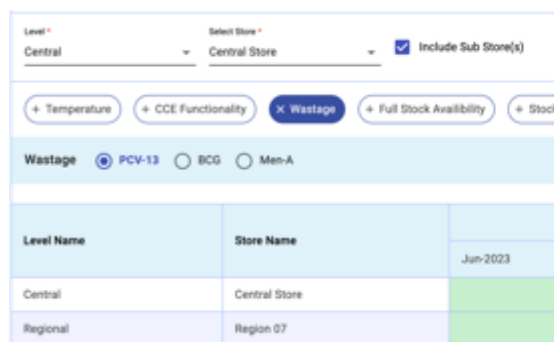 Level * Select Store *
Central Central Store Include Sub Store(s)
+ Temperature + CCE Functionality × Wastage + Full Stock Availibility + Stock
Wastage PCV-13 BCG Men-A
Level Name Store Name
Jun-2023
Central Central Store
Regional Region 07